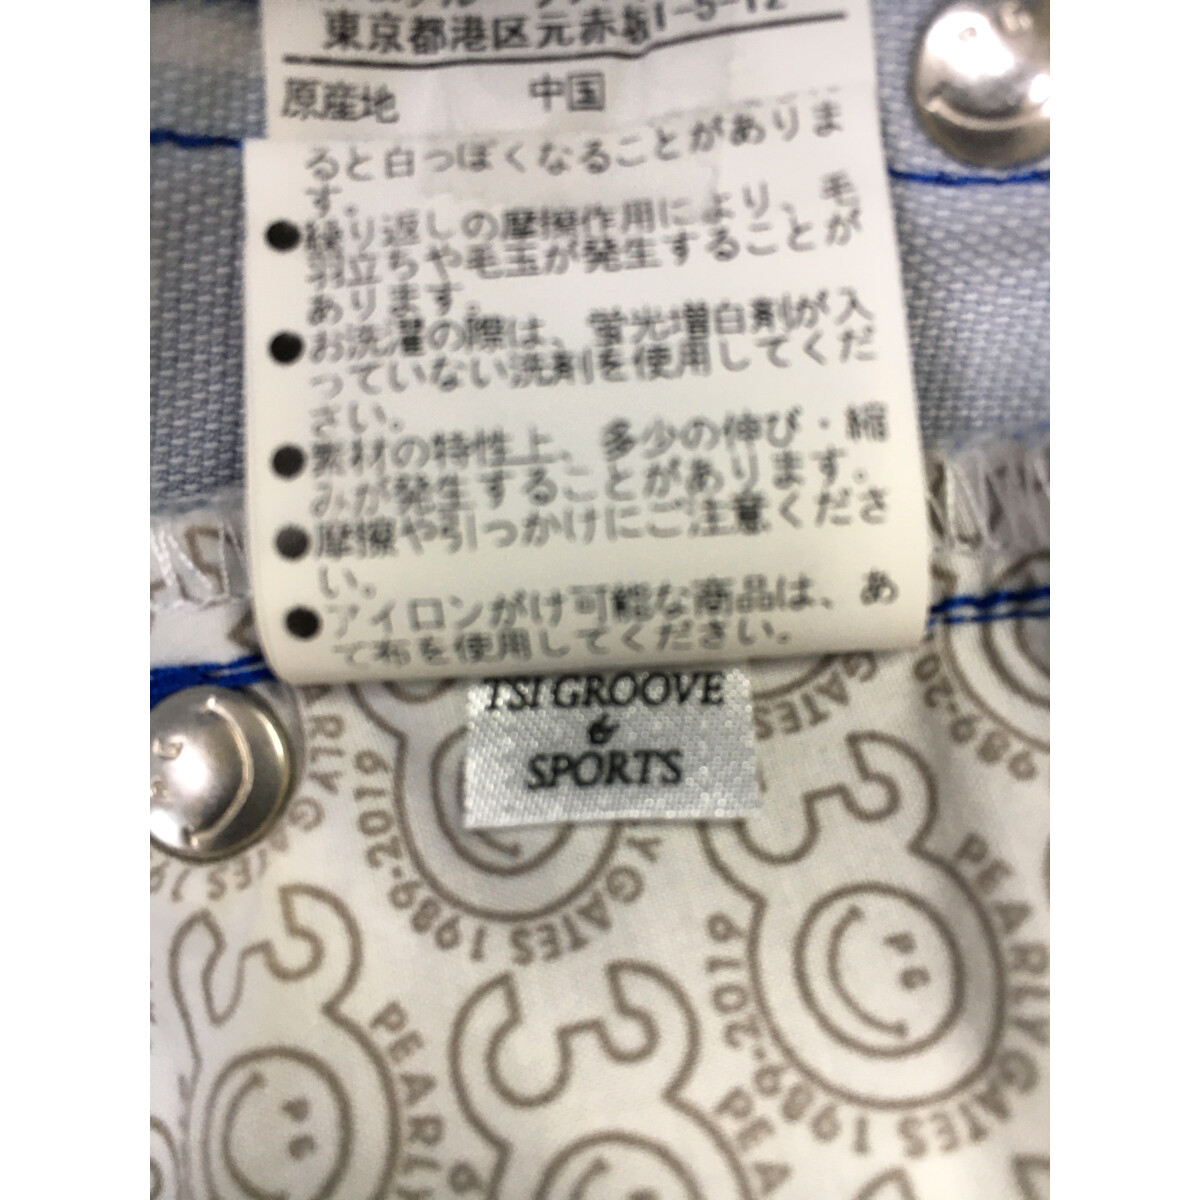 東京都港区元赤坂1-5-12
原産地 中国
ると白っぽくなることがありま
す。
●繰り返しの摩擦作用により、毛
羽立ちや毛玉が発生することが
あります。
●お洗濯の際は、蛍光増白剤が入
っていない洗剤を使用してくだ
さい。
●素材の特性上、多少の伸び・縮
みが発生することがあります。
●摩擦や引っかけにご注意くださ
い。
●アイロンがけ可能な商品は、あ
て布を使用してください。
TSI GROOVE
&
SPORTS
PEARLY GATES 1989-2016
PG
PEARLY GATES 1989-2016
PG
PEARLY
PG
PEA